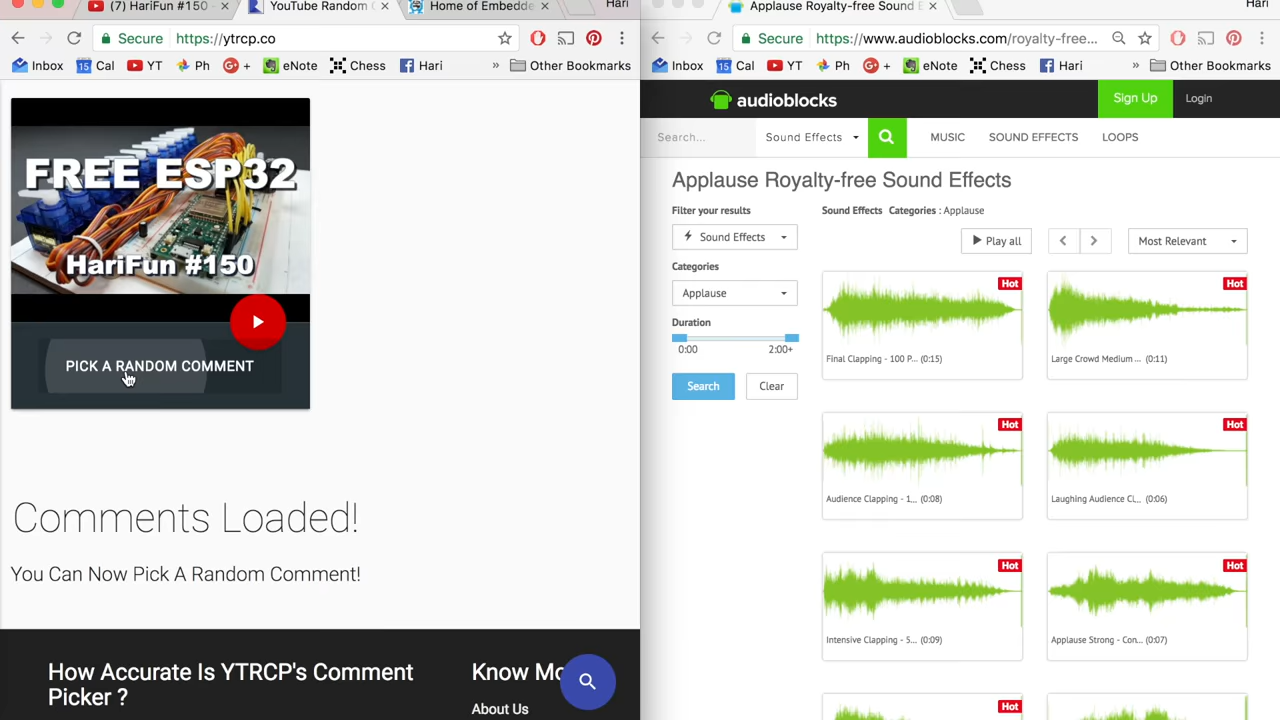 (7) HariFun #150 -
YouTube Random C
Home of Embedde
Hari
Secure https://ytrcp.co
Inbox Cal YT Ph + eNote Chess Hari » Other Bookmarks
FREE ESP32
HariFun #150
PICK A RANDOM COMMENT
Comments Loaded!
You Can Now Pick A Random Comment!
How Accurate Is YTRCP's Comment
Picker ?
Know Mo
About Us
Applause Royalty-free Sound E
Hari
Secure https://www.audioblocks.com/royalty-free...
Inbox Cal YT Ph + eNote Chess Hari » Other Bookmarks
audioblocks
Sign Up Login
Search... Sound Effects MUSIC SOUND EFFECTS LOOPS
Applause Royalty-free Sound Effects
Filter your results
Sound Effects
Categories
Applause
Duration
0:00 2:00+
Search Clear
Sound Effects Categories : Applause
Play all Most Relevant
Hot Hot
Final Clapping - 100 P... (0:15) Large Crowd Medium ... (0:11)
Hot Hot
Audience Clapping - 1... (0:08) Laughing Audience Cl... (0:06)
Hot Hot
Intensive Clapping - 5... (0:09) Applause Strong - Con... (0:07)
Hot Hot